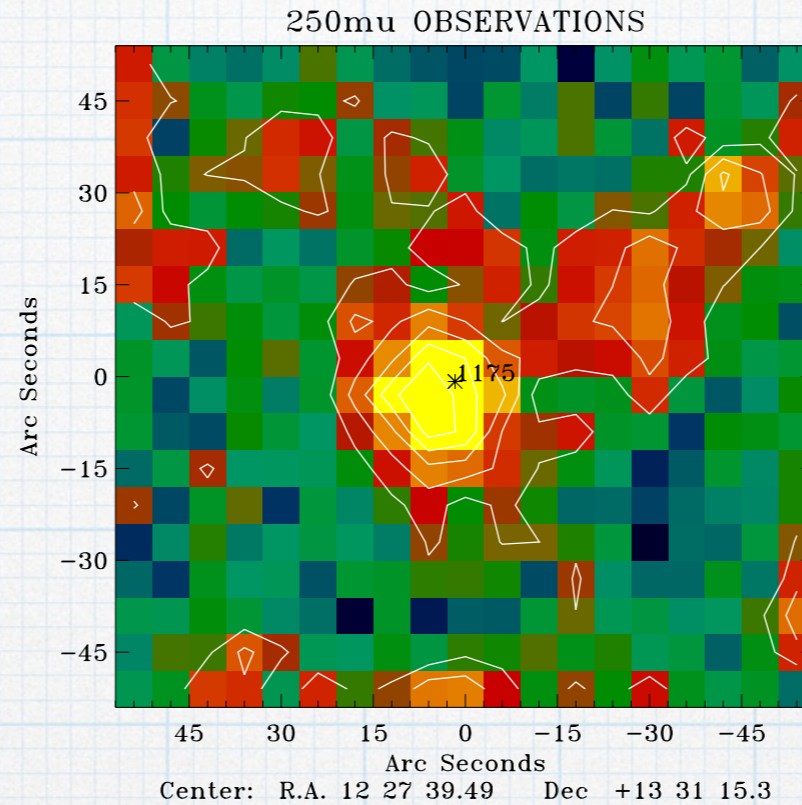 250mu OBSERVATIONS
45
30
15
0
−15
−30
−45
Arc Seconds
1175
45 30 15 0 −15 −30 −45
Arc Seconds
Center: R.A. 12 27 39.49 Dec +13 31 15.3